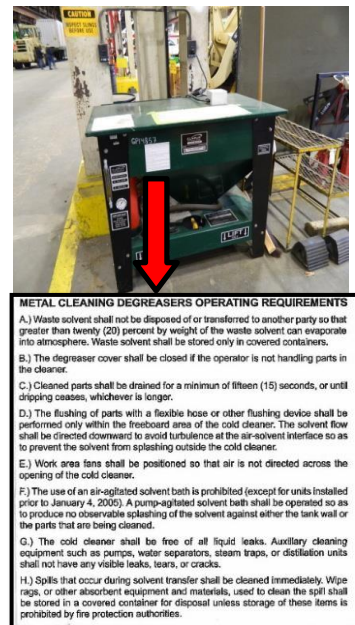 CAUTION
INSPECT SLINGS
BEFORE USE
LIFT
LIFT
METAL CLEANING DEGREASERS OPERATING REQUIREMENTS
A.) Waste solvent shall not be disposed of or transferred to another party so that
greater than twenty (20) percent by weight of the waste solvent can evaporate
into atmosphere. Waste solvent shall be stored only in covered containers.
B.) The degreaser cover shall be closed if the operator is not handling parts in
the cleaner.
C.) Cleaned parts shall be drained for a minimun of fifteen (15) seconds, or until
dripping ceases, whichever is longer.
D.) The flushing of parts with a flexible hose or other flushing device shall be
performed only within the freeboard area of the cold cleaner. The solvent flow
shall be directed downward to avoid turbulence at the air-solvent interface so as
to prevent the solvent from splashing outside the cold cleaner.
E.) Work area fans shall be positioned so that air is not directed across the
opening of the cold cleaner.
F.) The use of an air-agitated solvent bath is prohibited (except for units installed
prior to January 4, 2005). A pump-agitated solvent bath shall be operated so as
to produce no observable splashing of the solvent against either the tank wall or
the parts that are being cleaned.
G.) The cold cleaner shall be free of all liquid leaks. Auxillary cleaning
equipment such as pumps, water separators, steam traps, or distillation units
shall not have any visible leaks, tears, or cracks.
H.) Spills that occur during solvent transfer shall be cleaned immediately. Wipe
rags, or other absorbent equipment and materials, used to clean the spill shall
be stored in a covered container for disposal unless storage of these items is
prohibited by fire protection authorities.